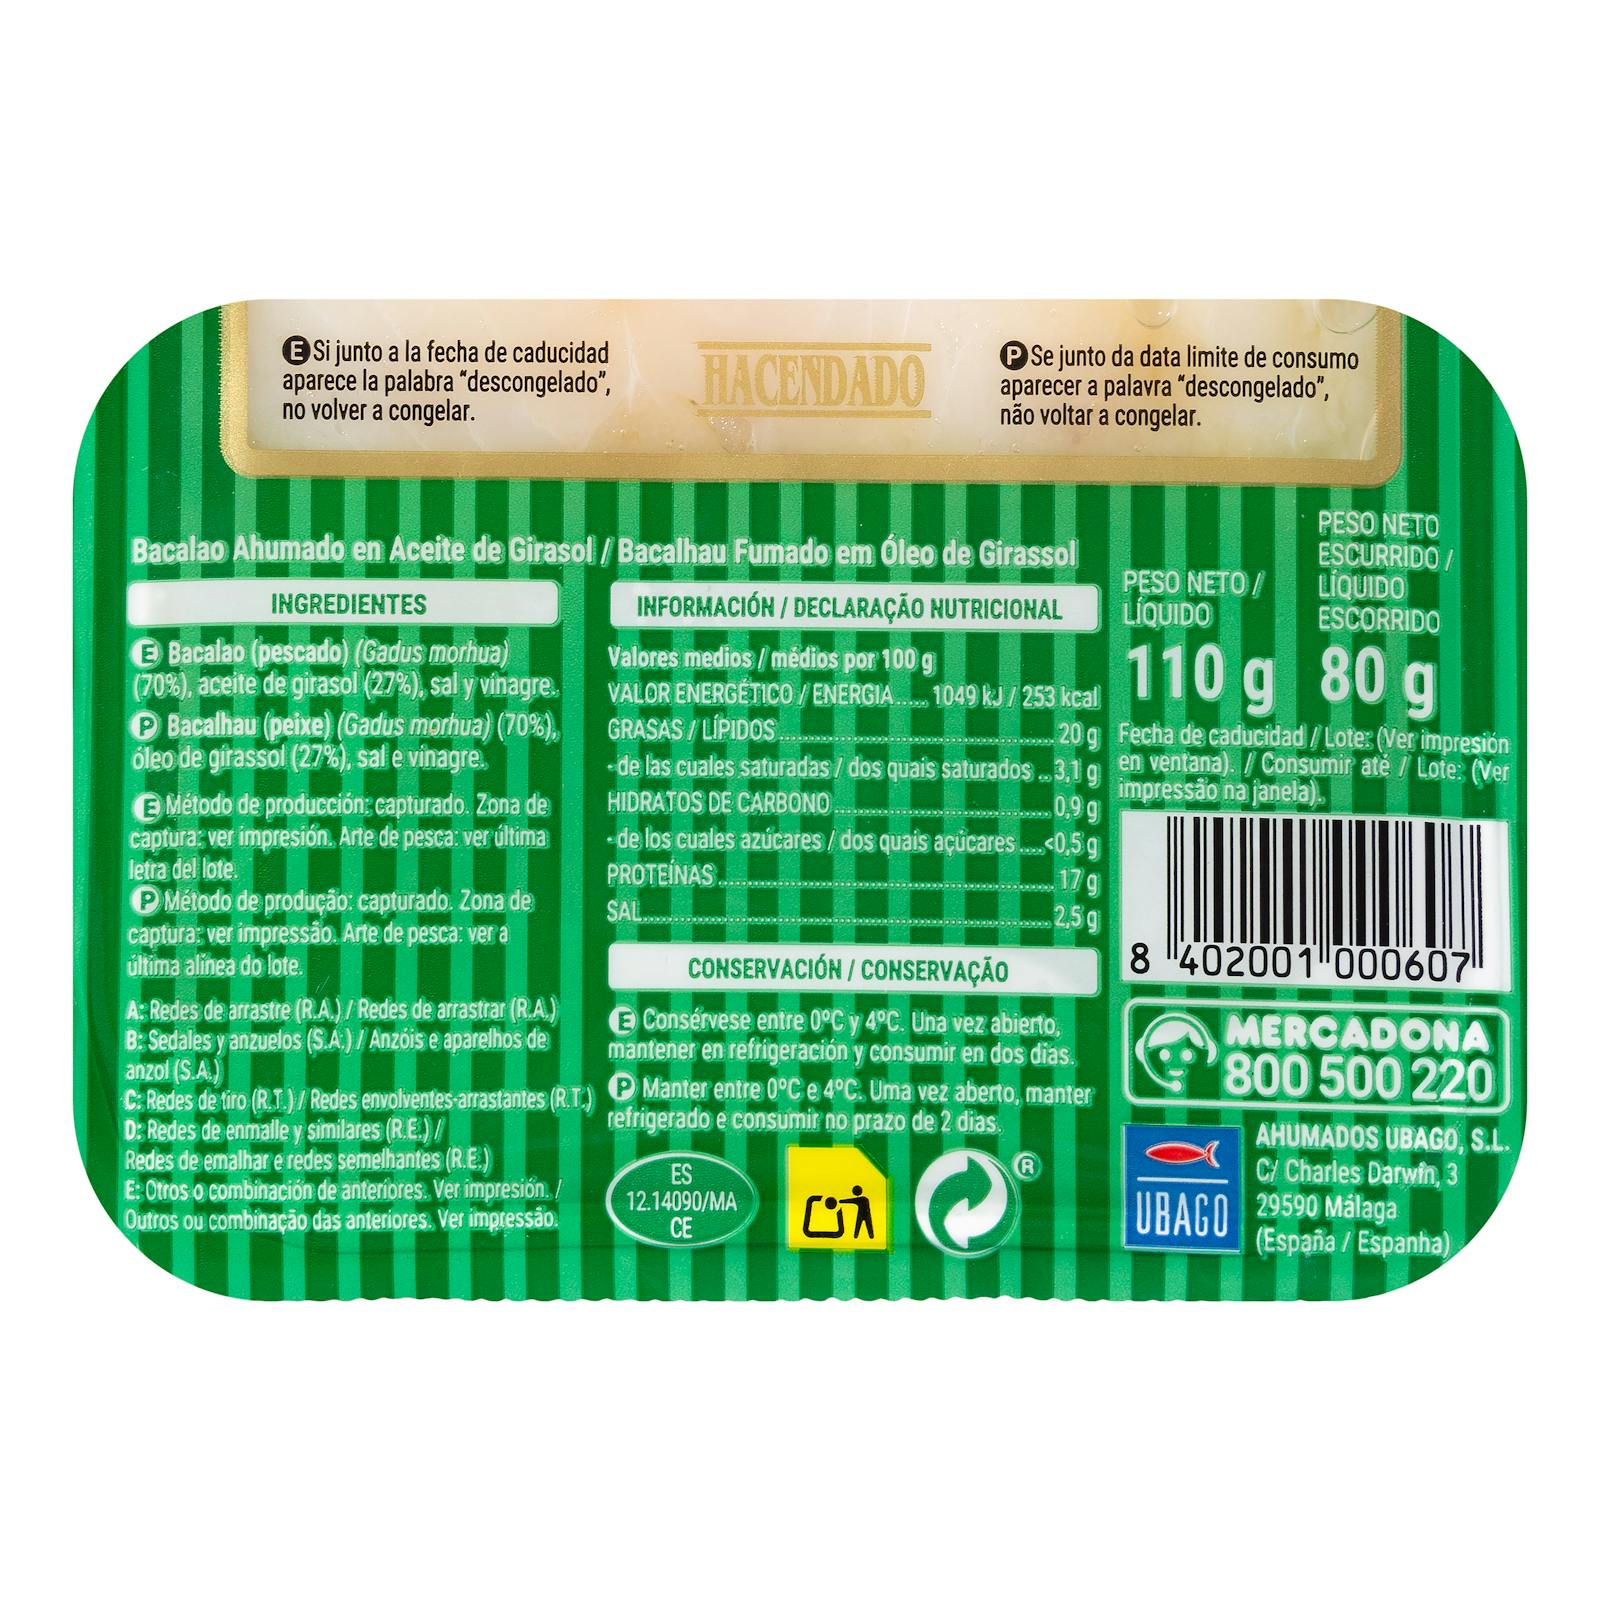 E Si junto a la fecha de caducidad
aparece la palabra "descongelado",
no volver a congelar.
HACENDADO
P Se junto da data limite de consumo
aparecer a palavra "descongelado",
não voltar a congelar.
Bacalao Ahumado en Aceite de Girasol / Bacalhau Fumado em Óleo de Girassol
INGREDIENTES
E Bacalao (pescado) (Gadus morhua)
(70%), aceite de girasol (27%), sal y vinagre.
P Bacalhau (peixe) (Gadus morhua) (70%),
óleo de girassol (27%), sal e vinagre.
E Método de producción: capturado. Zona de
captura: ver impresión. Arte de pesca: ver última
letra del lote.
P Método de produção: capturado. Zona de
captura: ver impressão. Arte de pesca: ver a
última alínea do lote.
A: Redes de arrastre (R.A.) / Redes de arrastrar (R.A.)
B: Sedales y anzuelos (S.A.) / Anzóis e aparelhos de
anzol (S.A.)
C: Redes de tiro (R.T.) / Redes envolventes-arrastantes (R.T.)
D: Redes de enmalle y similares (R.E.) /
Redes de emalhar e redes semelhantes (R.E.)
E: Otros o combinación de anteriores. Ver impresión. /
Outros ou combinação das anteriores. Ver impressão.
INFORMACIÓN / DECLARAÇÃO NUTRICIONAL
Valores medios / médios por 100 g
VALOR ENERGÉTICO / ENERGIA...... 1049 kJ / 253 kcal
GRASAS / LÍPIDOS.......... 20 g
- de las cuales saturadas / dos quais saturados ...3,1 g
HIDRATOS DE CARBONO.......... 0,9 g
- de los cuales azúcares / dos quais açúcares .....<0,5 g
PROTEÍNAS.......... 17 g
SAL.......... 2,5 g
CONSERVACIÓN / CONSERVAÇÃO
E Consérvese entre 0ºC y 4ºC. Una vez abierto,
mantener en refrigeración y consumir en dos días.
P Manter entre 0ºC e 4ºC. Uma vez aberto, manter
refrigerado e consumir no prazo de 2 dias.
ES
12.14090/MA
CE
®
PESO NETO /
LÍQUIDO
110 g
PESO NETO
ESCURRIDO /
LÍQUIDO
ESCORRIDO
80 g
Fecha de caducidad / Lote: (Ver impresión
en ventana). / Consumir até / Lote: (Ver
impressão na janela).
8 402001 000607
MERCADONA
800 500 220
UBAGO
AHUMADOS UBAGO, S.L.
C/ Charles Darwin, 3
29590 Málaga
(España / Espanha)